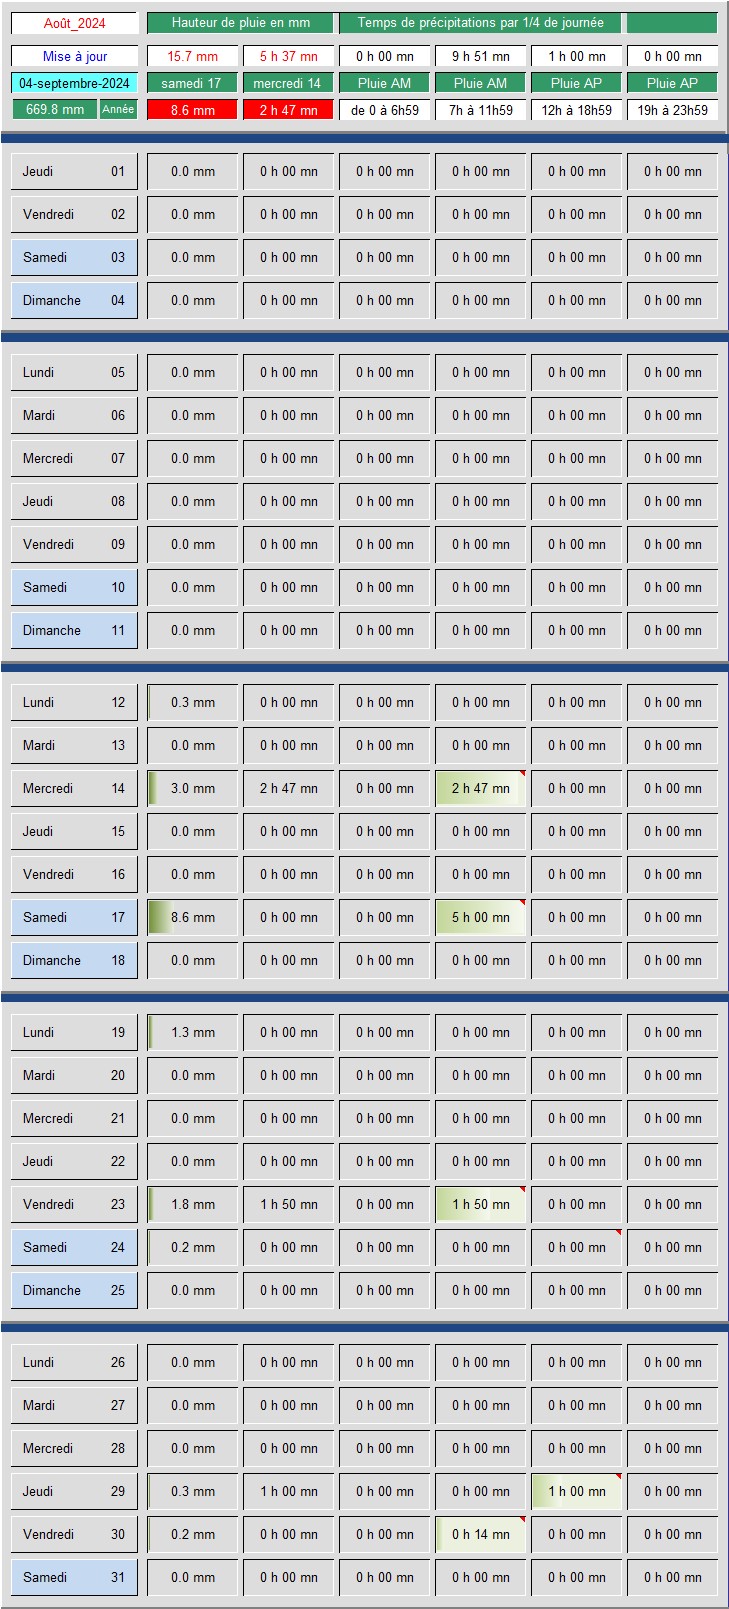 Août_2024 Hauteur de pluie en mm Temps de précipitations par 1/4 de journée
Mise à jour 15.7 mm 5 h 37 mn 0 h 00 mn 9 h 51 mn 1 h 00 mn 0 h 00 mn
04-septembre-2024 samedi 17 mercredi 14 Pluie AM Pluie AM Pluie AP Pluie AP
669.8 mm Année 8.6 mm 2 h 47 mn de 0 à 6h59 7h à 11h59 12h à 18h59 19h à 23h59
Jeudi 01 0.0 mm 0 h 00 mn 0 h 00 mn 0 h 00 mn 0 h 00 mn 0 h 00 mn
Vendredi 02 0.0 mm 0 h 00 mn 0 h 00 mn 0 h 00 mn 0 h 00 mn 0 h 00 mn
Samedi 03 0.0 mm 0 h 00 mn 0 h 00 mn 0 h 00 mn 0 h 00 mn 0 h 00 mn
Dimanche 04 0.0 mm 0 h 00 mn 0 h 00 mn 0 h 00 mn 0 h 00 mn 0 h 00 mn
Lundi 05 0.0 mm 0 h 00 mn 0 h 00 mn 0 h 00 mn 0 h 00 mn 0 h 00 mn
Mardi 06 0.0 mm 0 h 00 mn 0 h 00 mn 0 h 00 mn 0 h 00 mn 0 h 00 mn
Mercredi 07 0.0 mm 0 h 00 mn 0 h 00 mn 0 h 00 mn 0 h 00 mn 0 h 00 mn
Jeudi 08 0.0 mm 0 h 00 mn 0 h 00 mn 0 h 00 mn 0 h 00 mn 0 h 00 mn
Vendredi 09 0.0 mm 0 h 00 mn 0 h 00 mn 0 h 00 mn 0 h 00 mn 0 h 00 mn
Samedi 10 0.0 mm 0 h 00 mn 0 h 00 mn 0 h 00 mn 0 h 00 mn 0 h 00 mn
Dimanche 11 0.0 mm 0 h 00 mn 0 h 00 mn 0 h 00 mn 0 h 00 mn 0 h 00 mn
Lundi 12 0.3 mm 0 h 00 mn 0 h 00 mn 0 h 00 mn 0 h 00 mn 0 h 00 mn
Mardi 13 0.0 mm 0 h 00 mn 0 h 00 mn 0 h 00 mn 0 h 00 mn 0 h 00 mn
Mercredi 14 3.0 mm 2 h 47 mn 0 h 00 mn 2 h 47 mn 0 h 00 mn 0 h 00 mn
Jeudi 15 0.0 mm 0 h 00 mn 0 h 00 mn 0 h 00 mn 0 h 00 mn 0 h 00 mn
Vendredi 16 0.0 mm 0 h 00 mn 0 h 00 mn 0 h 00 mn 0 h 00 mn 0 h 00 mn
Samedi 17 8.6 mm 0 h 00 mn 0 h 00 mn 5 h 00 mn 0 h 00 mn 0 h 00 mn
Dimanche 18 0.0 mm 0 h 00 mn 0 h 00 mn 0 h 00 mn 0 h 00 mn 0 h 00 mn
Lundi 19 1.3 mm 0 h 00 mn 0 h 00 mn 0 h 00 mn 0 h 00 mn 0 h 00 mn
Mardi 20 0.0 mm 0 h 00 mn 0 h 00 mn 0 h 00 mn 0 h 00 mn 0 h 00 mn
Mercredi 21 0.0 mm 0 h 00 mn 0 h 00 mn 0 h 00 mn 0 h 00 mn 0 h 00 mn
Jeudi 22 0.0 mm 0 h 00 mn 0 h 00 mn 0 h 00 mn 0 h 00 mn 0 h 00 mn
Vendredi 23 1.8 mm 1 h 50 mn 0 h 00 mn 1 h 50 mn 0 h 00 mn 0 h 00 mn
Samedi 24 0.2 mm 0 h 00 mn 0 h 00 mn 0 h 00 mn 0 h 00 mn 0 h 00 mn
Dimanche 25 0.0 mm 0 h 00 mn 0 h 00 mn 0 h 00 mn 0 h 00 mn 0 h 00 mn
Lundi 26 0.0 mm 0 h 00 mn 0 h 00 mn 0 h 00 mn 0 h 00 mn 0 h 00 mn
Mardi 27 0.0 mm 0 h 00 mn 0 h 00 mn 0 h 00 mn 0 h 00 mn 0 h 00 mn
Mercredi 28 0.0 mm 0 h 00 mn 0 h 00 mn 0 h 00 mn 0 h 00 mn 0 h 00 mn
Jeudi 29 0.3 mm 1 h 00 mn 0 h 00 mn 0 h 00 mn 1 h 00 mn 0 h 00 mn
Vendredi 30 0.2 mm 0 h 00 mn 0 h 00 mn 0 h 14 mn 0 h 00 mn 0 h 00 mn
Samedi 31 0.0 mm 0 h 00 mn 0 h 00 mn 0 h 00 mn 0 h 00 mn 0 h 00 mn